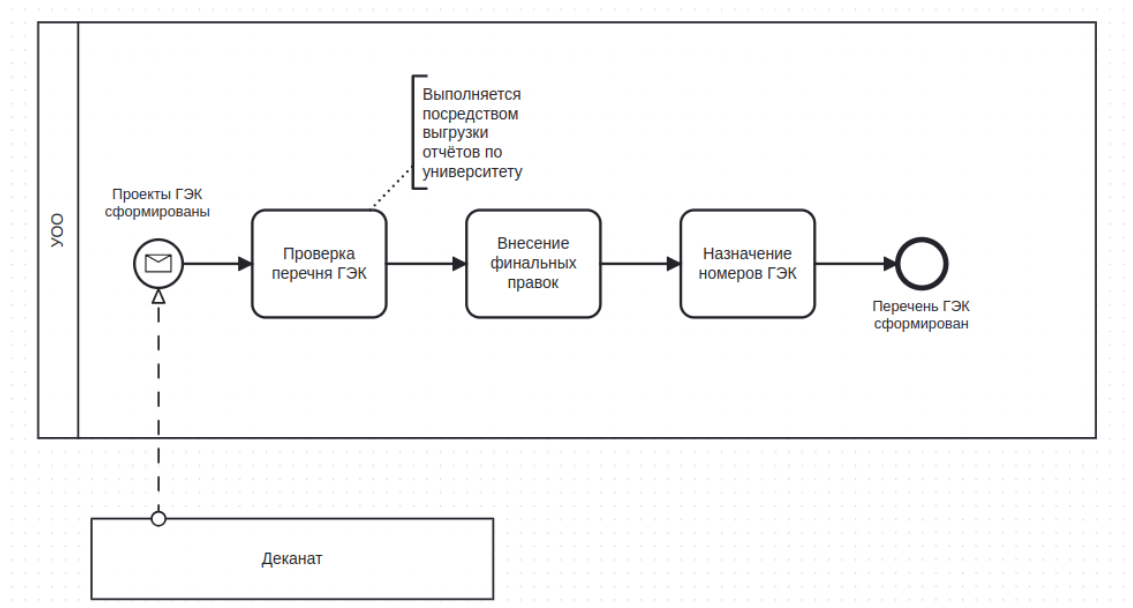 Выполняется
посредством
выгрузки
отчётов по
университету
Проекты ГЭК
сформированы
УОО
Проверка
перечня ГЭК
Внесение
финальных
правок
Назначение
номеров ГЭК
Перечень ГЭК
сформирован
Деканат